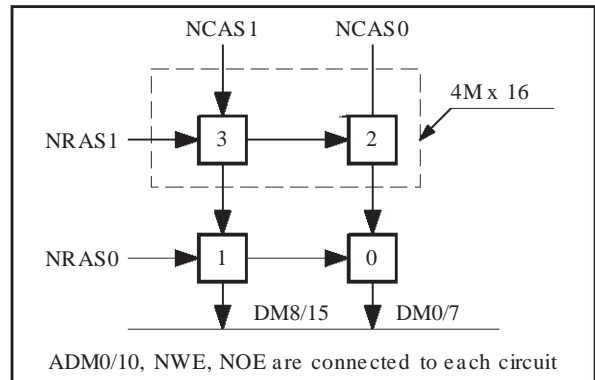 NCAS1 NCAS0
4M x 16
NRAS1 3 2
NRAS0 1 0
DM8/15 DM0/7
ADM0/10, NWE, NOE are connected to each circuit